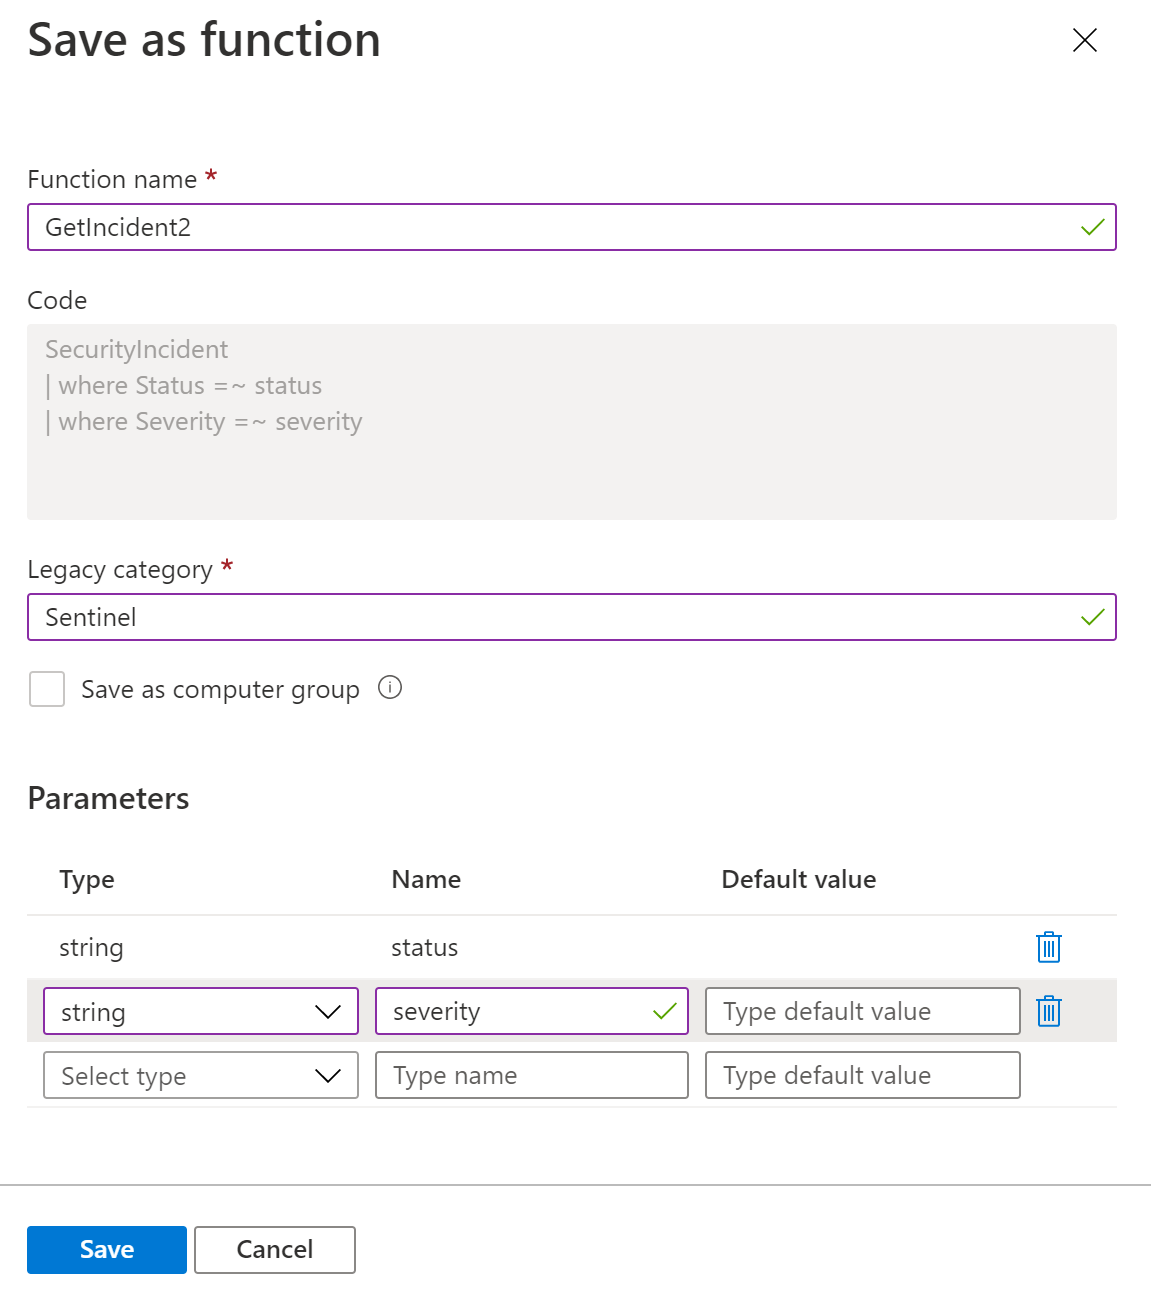 Save as function
Function name *
GetIncident2
Code
SecurityIncident
| where Status =~ status
| where Severity =~ severity
Legacy category *
Sentinel
Save as computer group
Parameters
Type Name Default value
string status
string severity Type default value
Select type Type name Type default value
Save Cancel